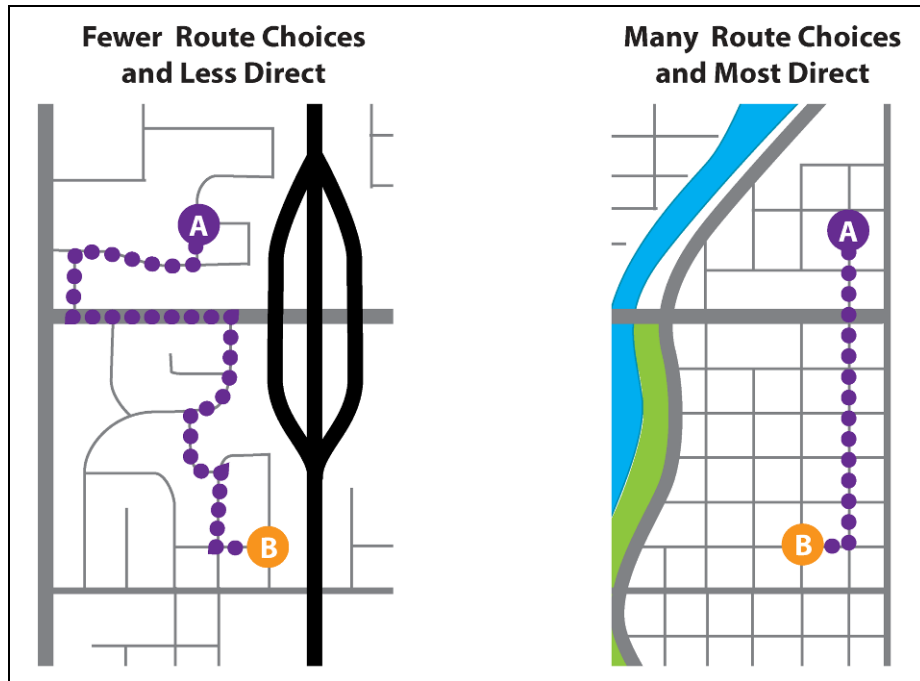 Fewer Route Choices
and Less Direct
Many Route Choices
and Most Direct
A
B
A
B